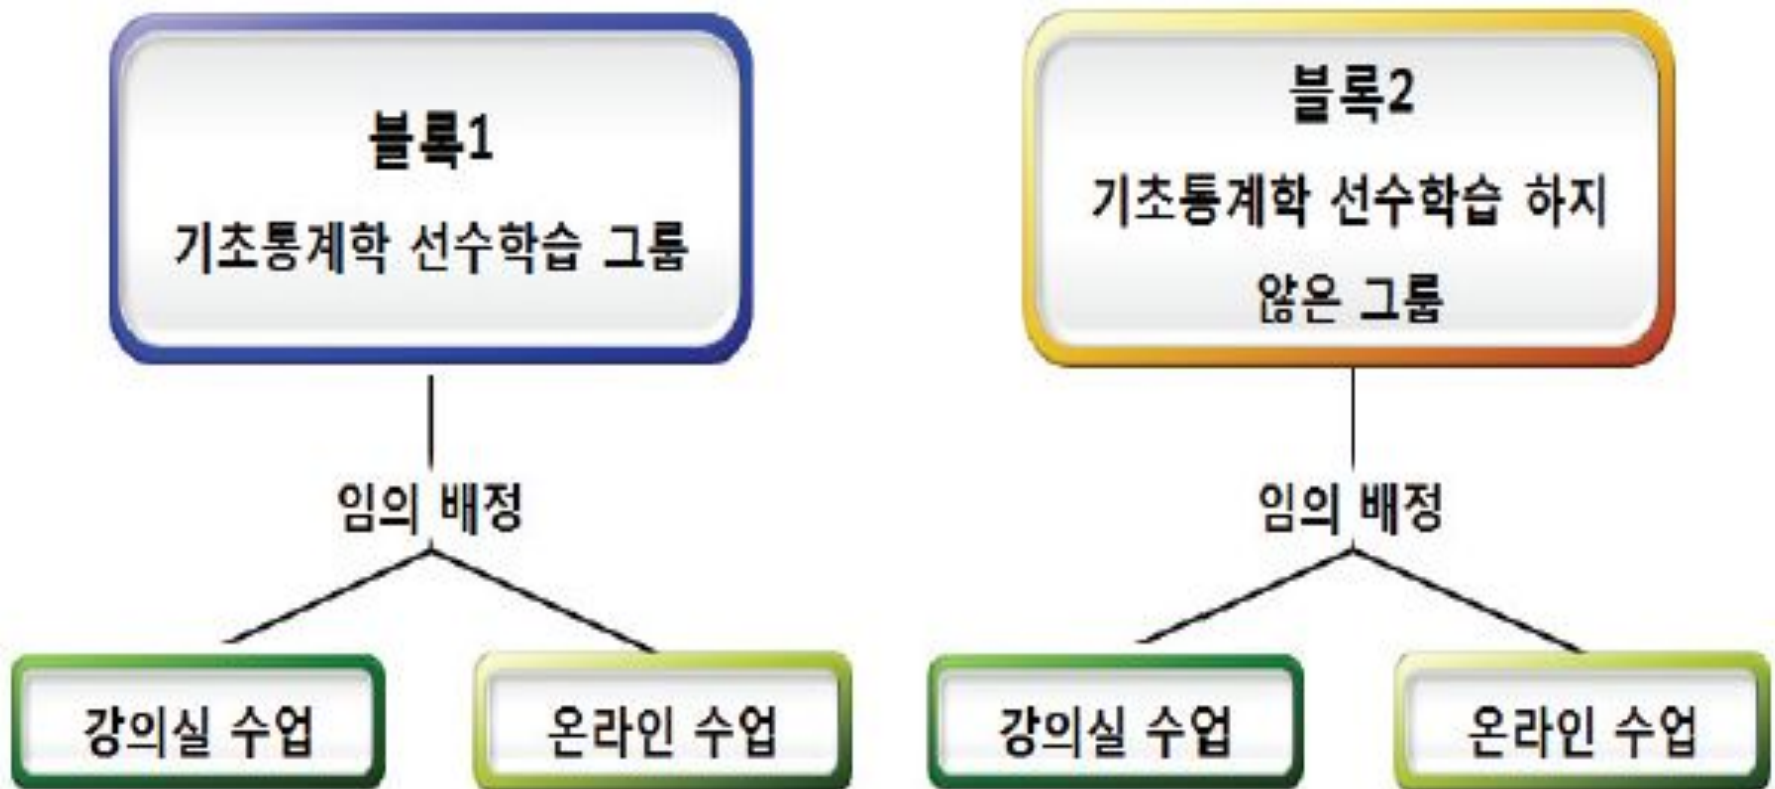 블록1
기초통계학 선수학습 그룹
블록2
기초통계학 선수학습 하지
않은 그룹
임의 배정
임의 배정
강의실 수업
온라인 수업
강의실 수업
온라인 수업